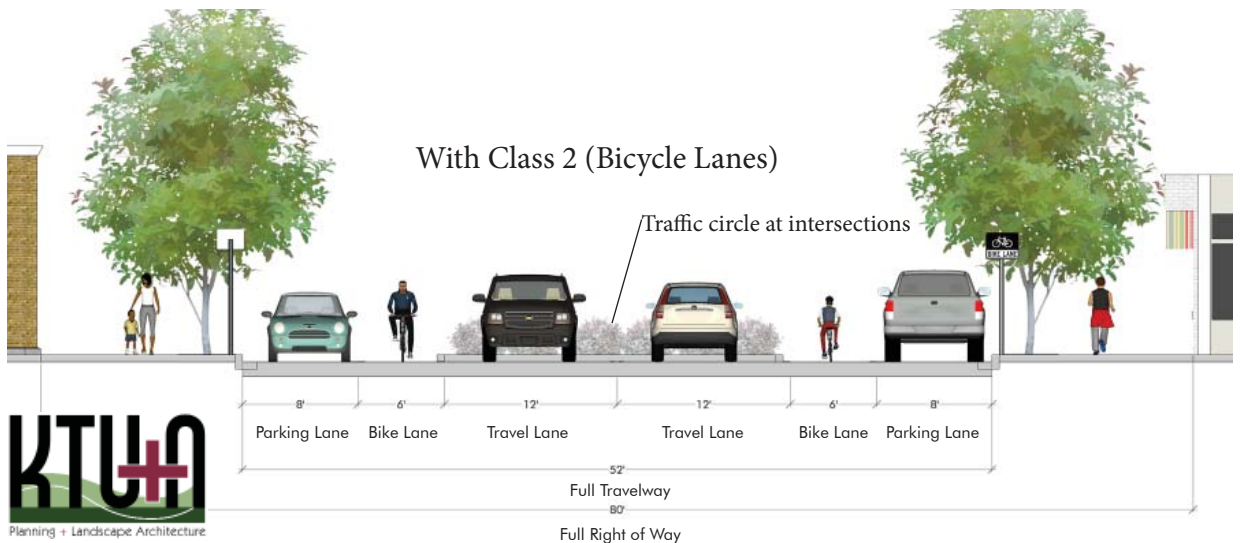 With Class 2 (Bicycle Lanes)
Traffic circle at intersections
BIKE LANE
8' 6' 12' 12' 6' 8'
Parking Lane Bike Lane Travel Lane Travel Lane Bike Lane Parking Lane
52'
Full Travelway
80'
Full Right of Way
KTU+A
Planning + Landscape Architecture